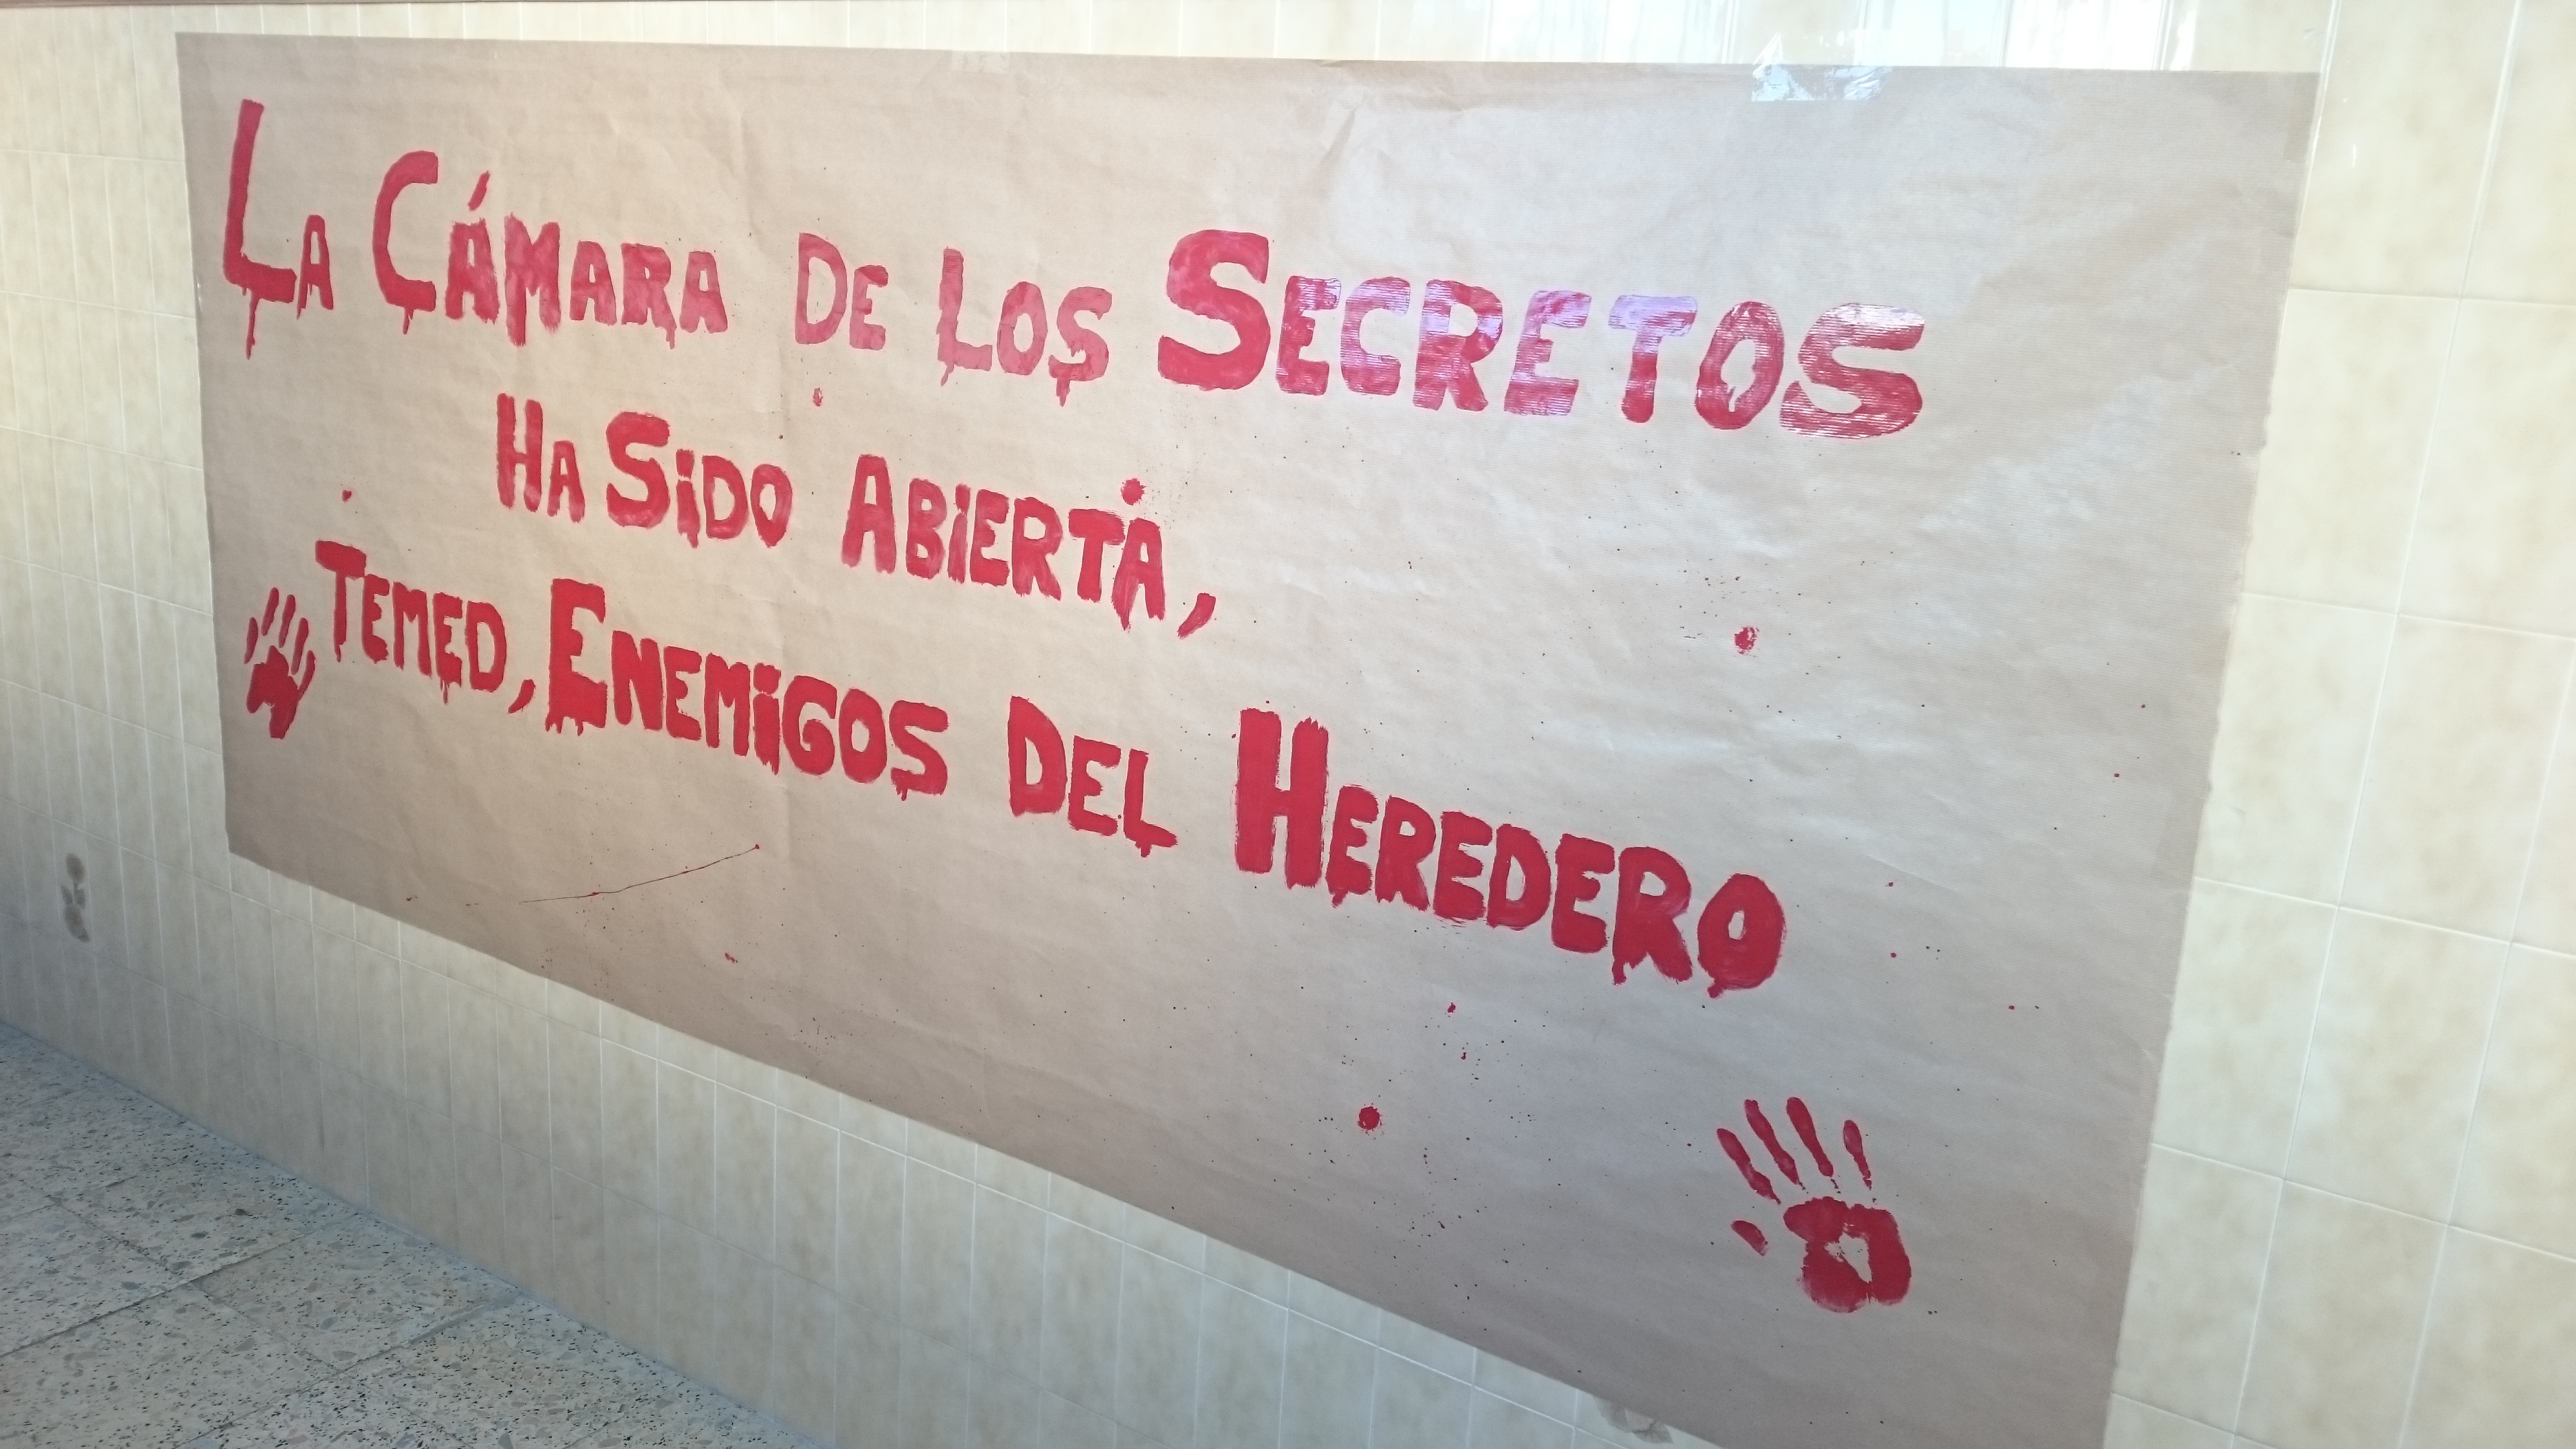 La Cámara de los Secretos
ha sido abierta,
temed, enemigos del heredero